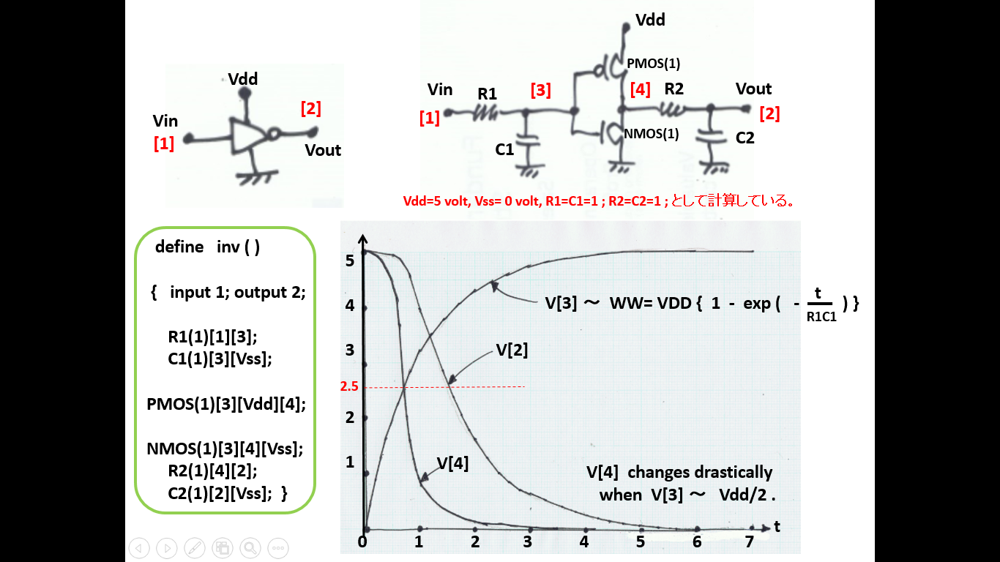 Vdd
Vin
[1]
[2]
Vout
Vdd
PMOS(1)
Vin
R1
[3]
[4]
R2
Vout
[1]
[2]
C1
NMOS(1)
C2
Vdd=5 volt, Vss= 0 volt, R1=C1=1 ; R2=C2=1 ; として計算している。
define inv ( )
{ input 1; output 2;
R1(1)[1][3];
C1(1)[3][Vss];
PMOS(1)[3][Vdd][4];
NMOS(1)[3][4][Vss];
R2(1)[4][2];
C2(1)[2][Vss]; }
5
4
3
2.5
2
1
V[3] ～ WW= VDD { 1 - exp ( - t/R1C1 ) }
V[2]
V[4]
V[4] changes drastically
when V[3] ～ Vdd/2 .
t
0 1 2 3 4 5 6 7